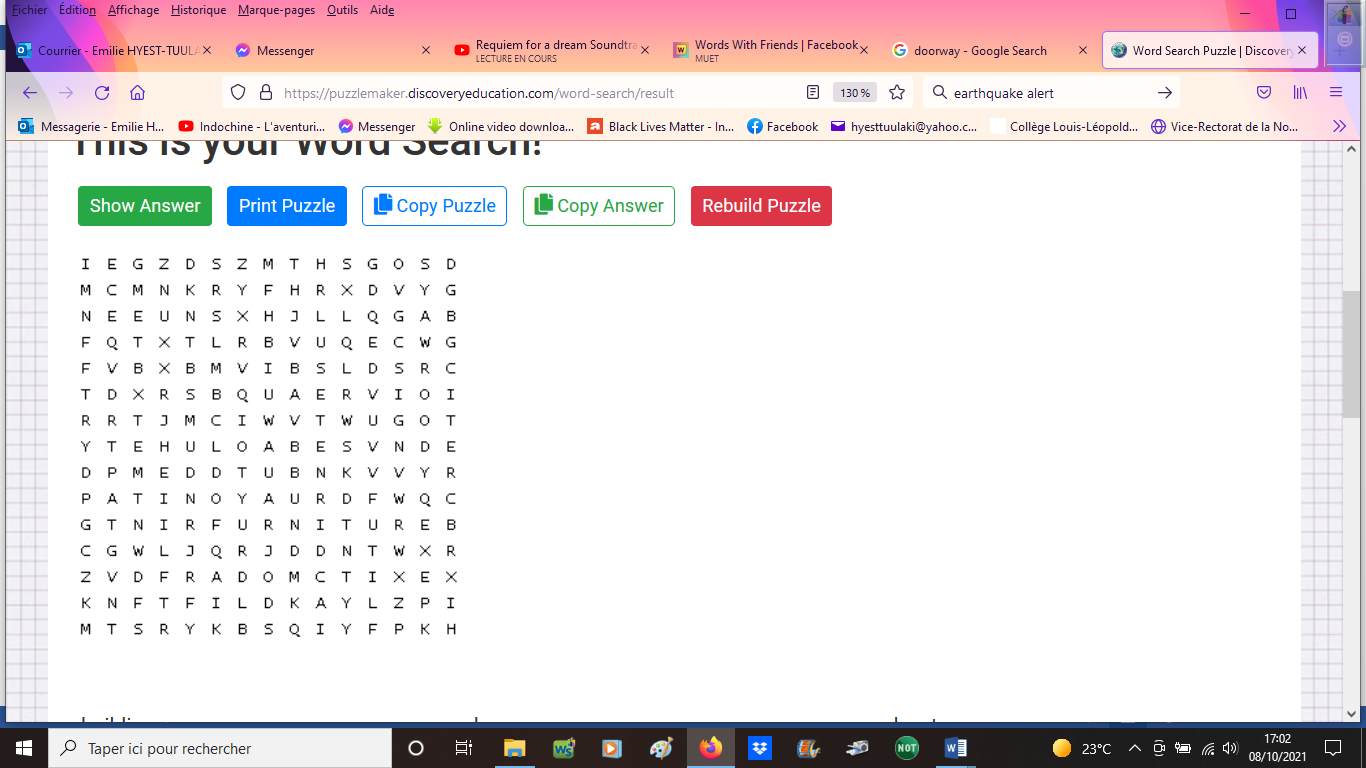 Fichier Édition Affichage Historique Marque-pages Outils Aide
Courrier - Emilie HYEST-TUULA
Messenger
Requiem for a dream Soundtra
LECTURE EN COURS
Words With Friends | Facebook
MUET
doorway - Google Search
Word Search Puzzle | Discovery
https://puzzlemaker.discoveryeducation.com/word-search/result
130 %
earthquake alert
Messagerie - Emilie H...
Indochine - L'aventuri...
Messenger
Online video downloa...
Black Lives Matter - In...
Facebook
hyesttuulaki@yahoo.c...
Collège Louis-Léopold...
Vice-Rectorat de la No...
This is your Word Search!
Show Answer
Print Puzzle
Copy Puzzle
Copy Answer
Rebuild Puzzle
I E G Z D S Z M T H S G O S D
M C M N K R Y F H R X D V Y G
N E E U N S X H J L L Q G A B
F Q T X T L R B V U Q E C W G
F V B X B M V I B S L D S R C
T D X R S B Q U A E R V I O I
R R T J M C I W V T W U G O T
Y T E H U L O A B E S V N D E
D P M E D D T U B N K V V Y R
P A T I N O Y A U R D F W Q C
G T N I R F U R N I T U R E B
C G W L J Q R J D D N T W X R
Z V D F R A D O M C T I X E X
K N F T F I L D K A Y L Z P I
M T S R Y K B S Q I Y F P K H
Taper ici pour rechercher
NOT
23°C
17:02
08/10/2021